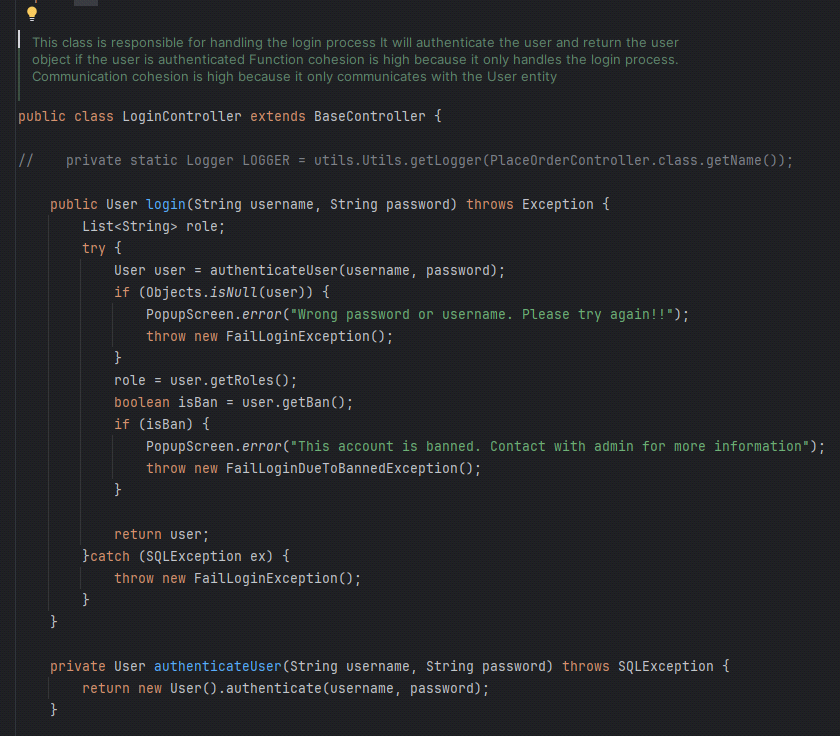 This class is responsible for handling the login process It will authenticate the user and return the user
object if the user is authenticated Function cohesion is high because it only handles the login process.
Communication cohesion is high because it only communicates with the User entity
public class LoginController extends BaseController {
//    private static Logger LOGGER = utils.Utils.getLogger(PlaceOrderController.class.getName());
    public User login(String username, String password) throws Exception {
        List<String> role;
        try {
            User user = authenticateUser(username, password);
            if (Objects.isNull(user)) {
                PopupScreen.error("Wrong password or username. Please try again!!");
                throw new FailLoginException();
            }
            role = user.getRoles();
            boolean isBan = user.getBan();
            if (isBan) {
                PopupScreen.error("This account is banned. Contact with admin for more information");
                throw new FailLoginDueToBannedException();
            }
            return user;
        }catch (SQLException ex) {
            throw new FailLoginException();
        }
    }
    private User authenticateUser(String username, String password) throws SQLException {
        return new User().authenticate(username, password);
    }